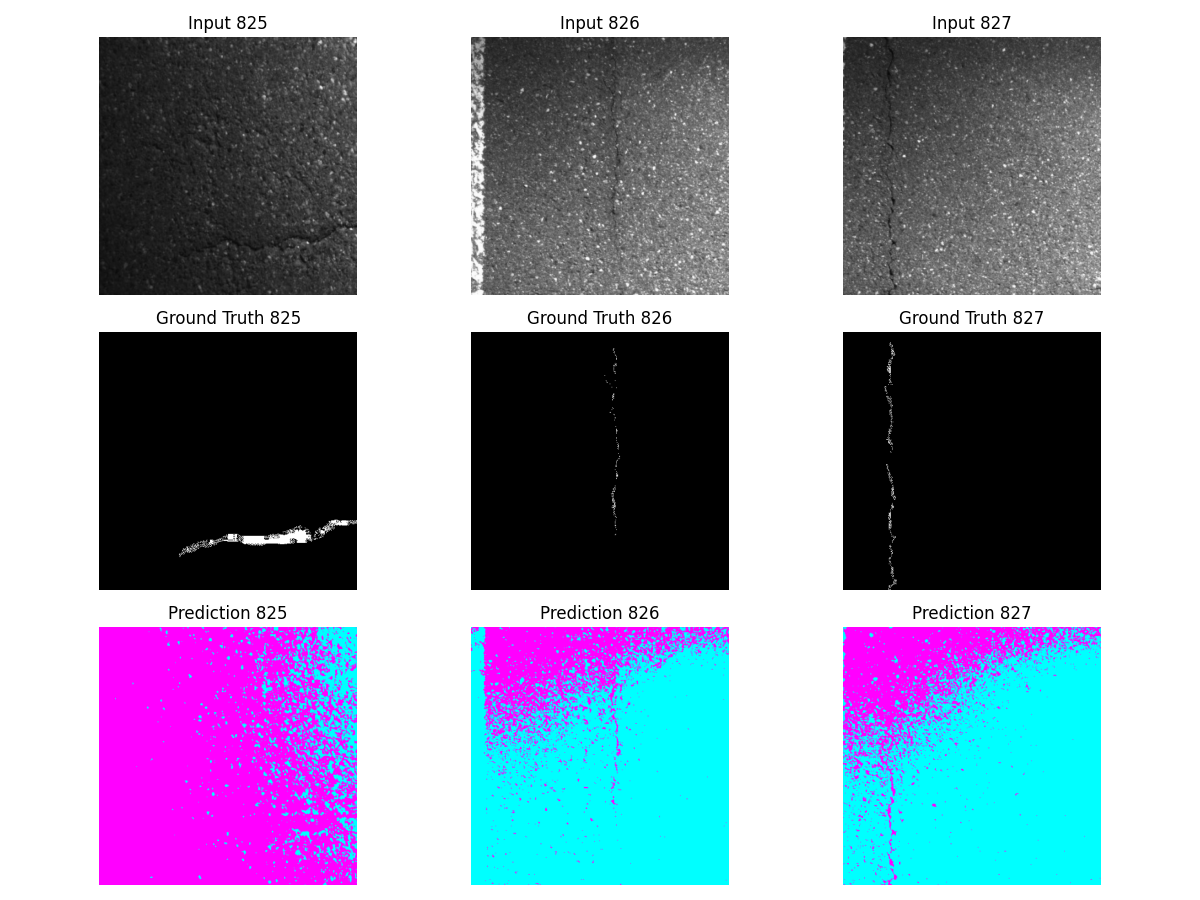 Input 825
Input 826
Input 827
Ground Truth 825
Ground Truth 826
Ground Truth 827
Prediction 825
Prediction 826
Prediction 827